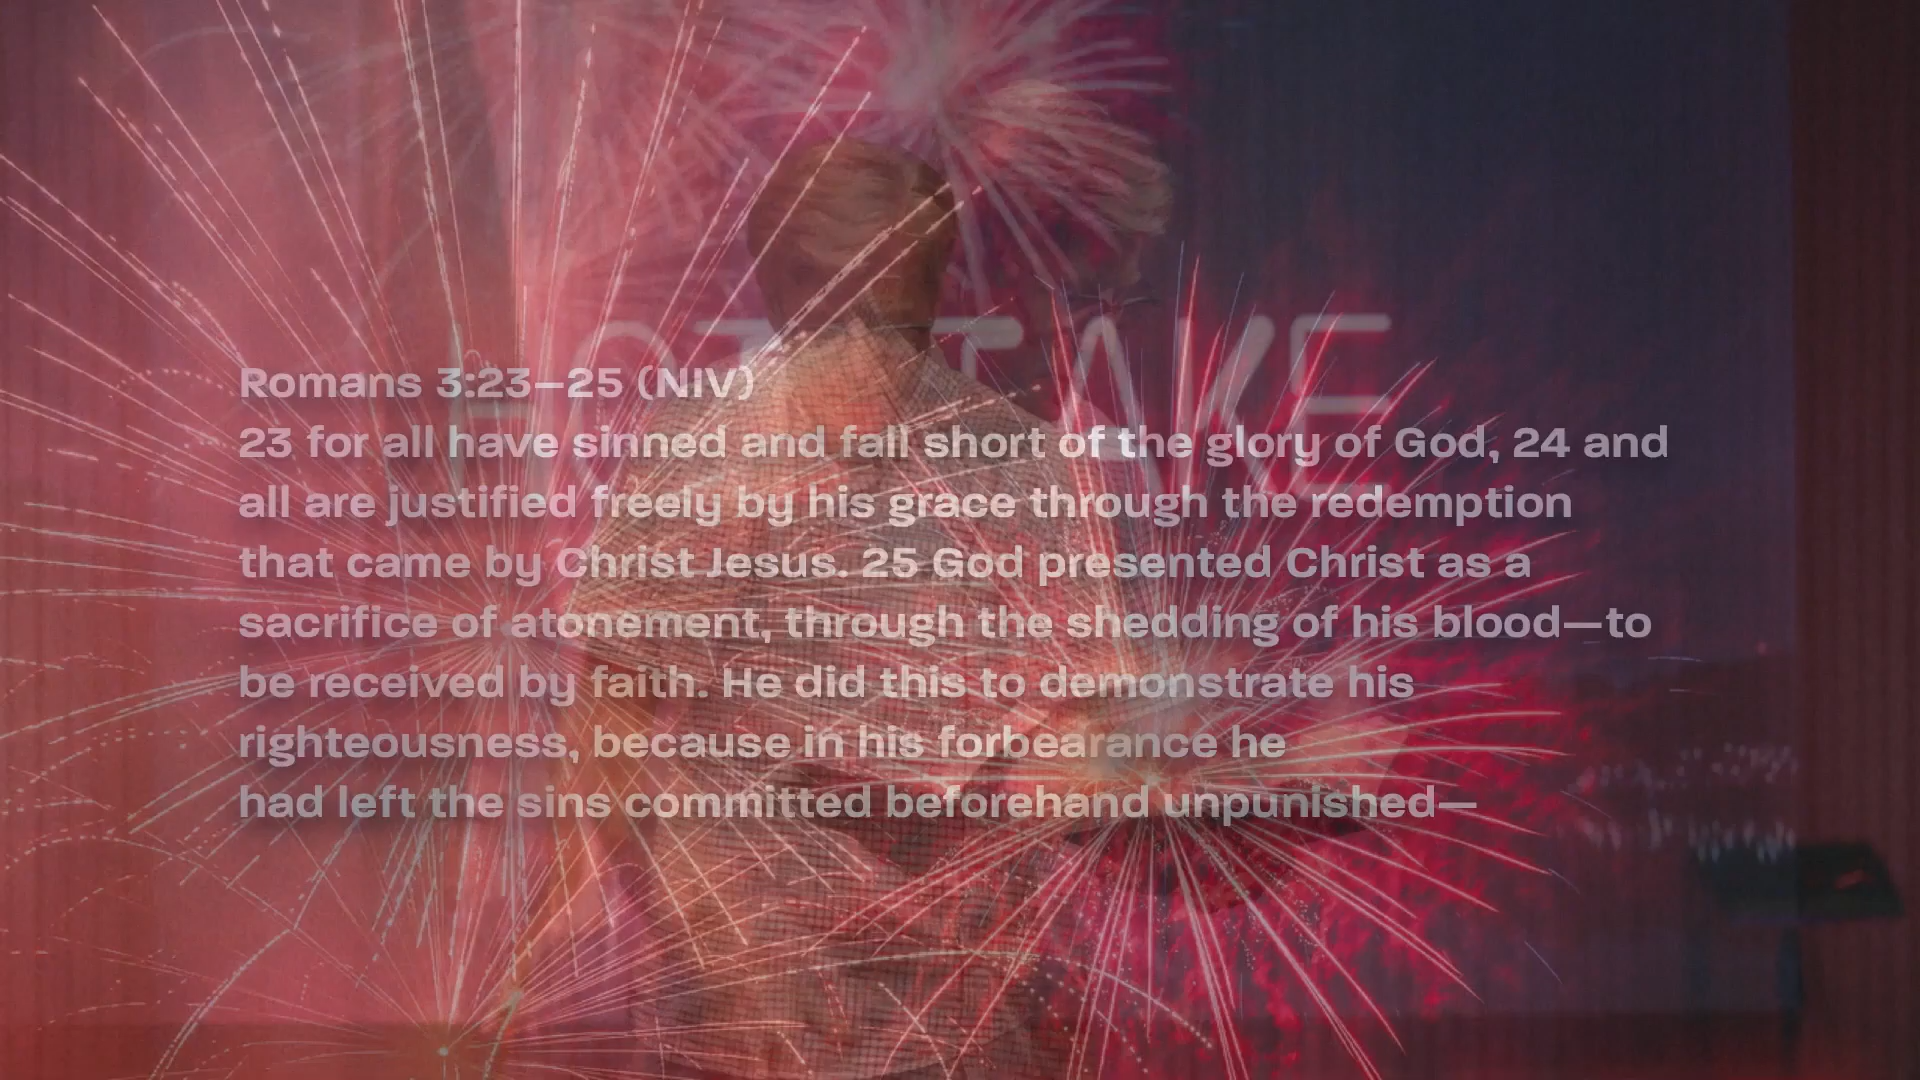 HOT TAKE
Romans 3:23–25 (NIV)
23 for all have sinned and fall short of the glory of God, 24 and
all are justified freely by his grace through the redemption
that came by Christ Jesus. 25 God presented Christ as a
sacrifice of atonement, through the shedding of his blood—to
be received by faith. He did this to demonstrate his
righteousness, because in his forbearance he
had left the sins committed beforehand unpunished—